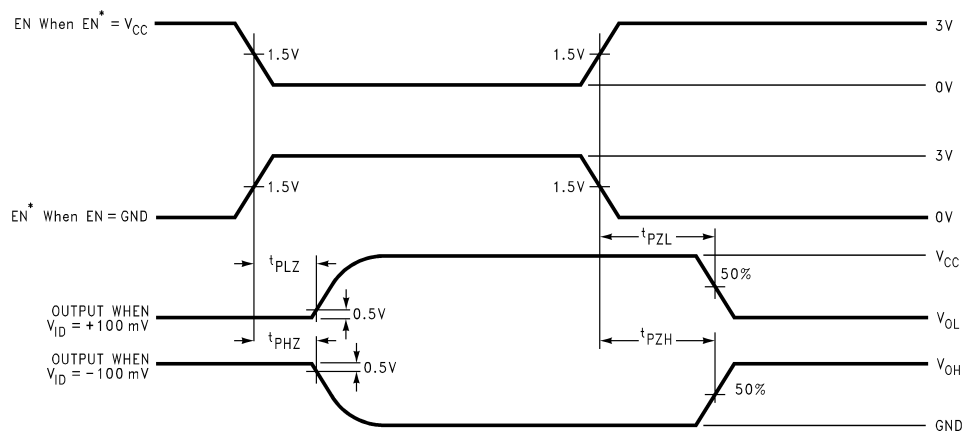 EN When EN* = VCC
3V
1.5V
1.5V
0V
3V
1.5V
1.5V
EN* When EN = GND
0V
tPZL
tPLZ
VCC
50%
OUTPUT WHEN
VID = +100 mV
0.5V
VOL
tPHZ
tPZH
OUTPUT WHEN
VID = −100 mV
0.5V
VOH
50%
GND